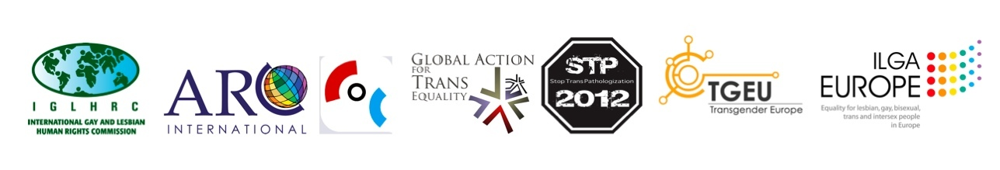 IGLHRC
INTERNATIONAL GAY AND LESBIAN
HUMAN RIGHTS COMMISSION
ARC
INTERNATIONAL
COC
GLOBAL ACTION
FOR
TRANS
EQUALITY
STP
Stop Trans Pathologization
2012
TGEU
Transgender Europe
ILGA
EUROPE
Equality for lesbian, gay, bisexual,
trans and intersex people
in Europe